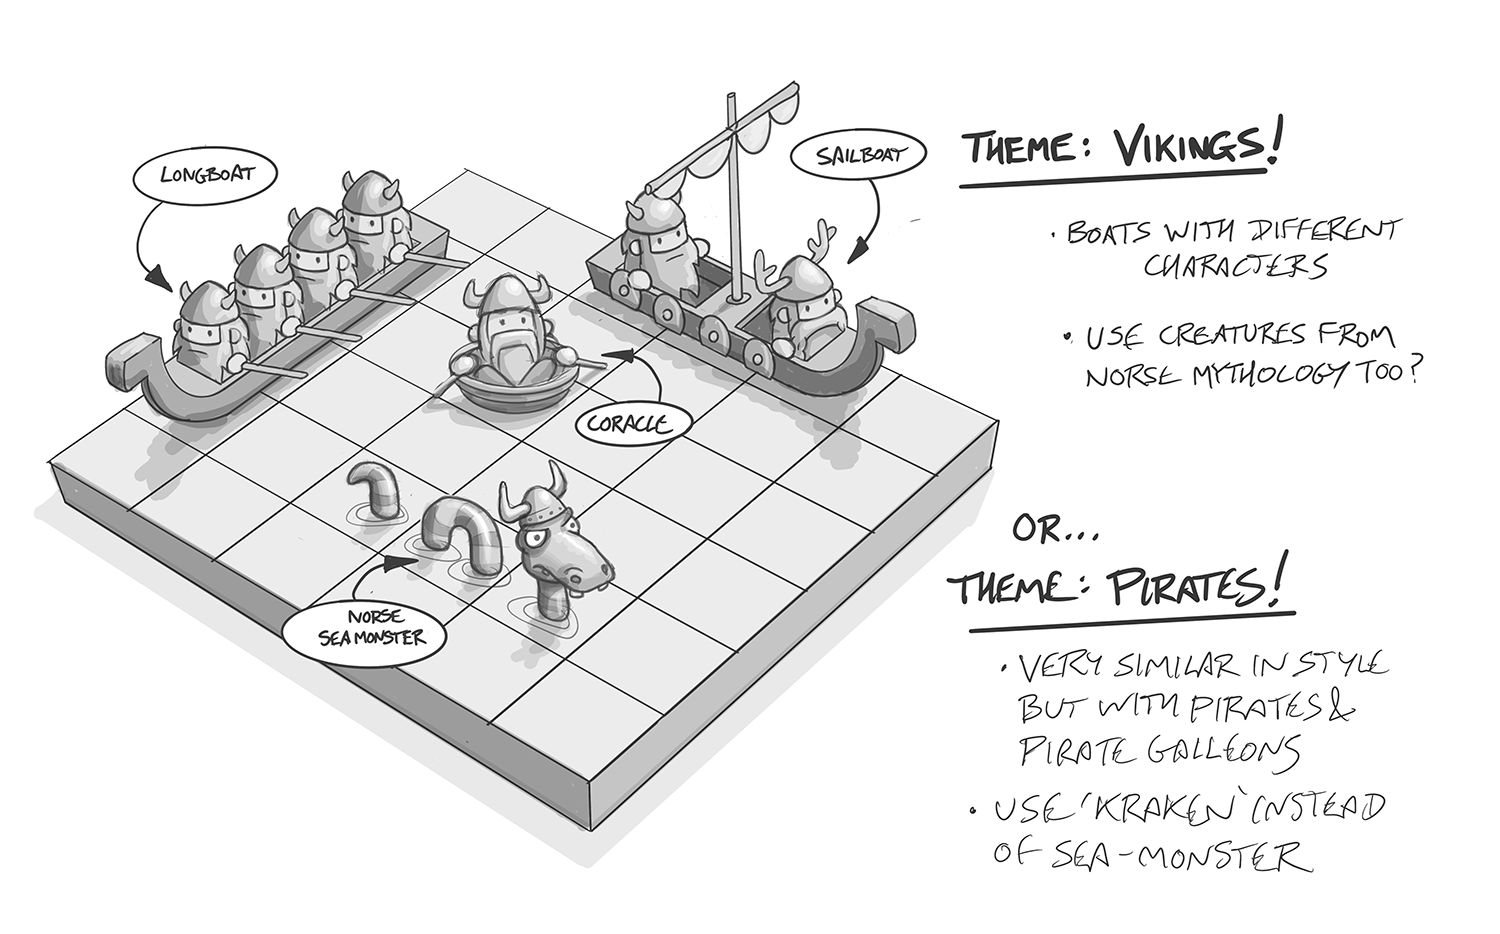 LONGBOAT
SAILBOAT
CORACLE
NORSE
SEA MONSTER
THEME: VIKINGS!
· BOATS WITH DIFFERENT
CHARACTERS
· USE CREATURES FROM
NORSE MYTHOLOGY TOO?
OR...
THEME: PIRATES!
· VERY SIMILAR IN STYLE
BUT WITH PIRATES &
PIRATE GALLEONS
· USE 'KRAKEN' INSTEAD
OF SEA-MONSTER